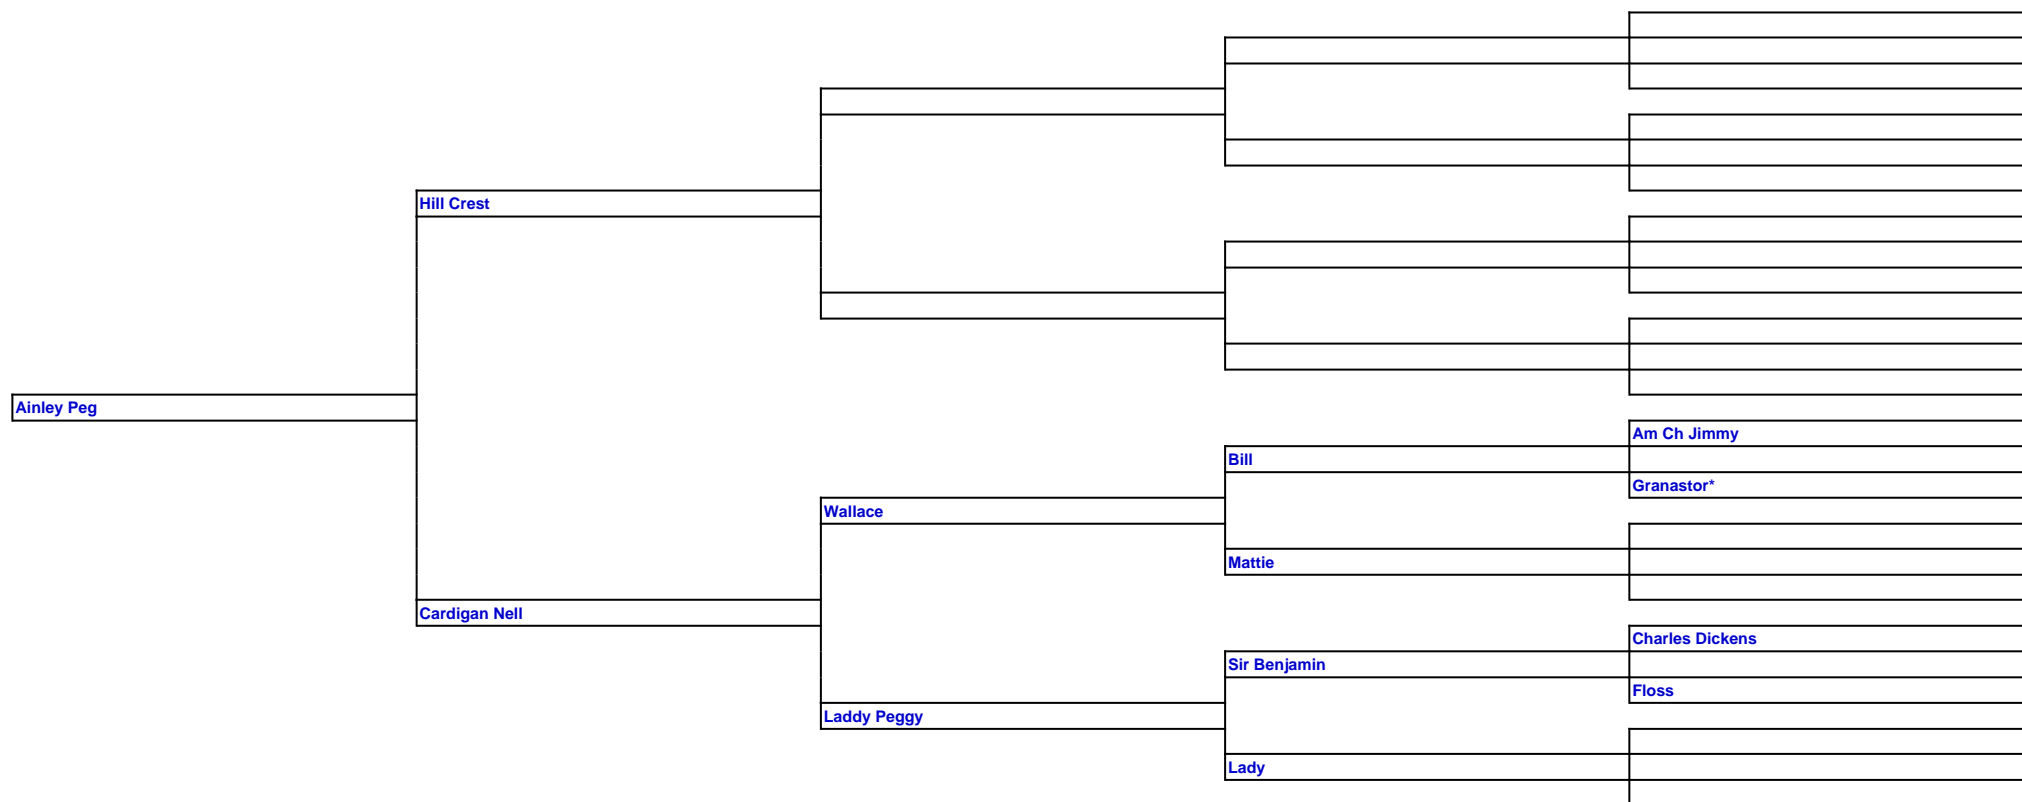 Hill Crest
Ainley Peg
Am Ch Jimmy
Bill
Granastor*
Wallace
Mattie
Cardigan Nell
Charles Dickens
Sir Benjamin
Floss
Laddy Peggy
Lady